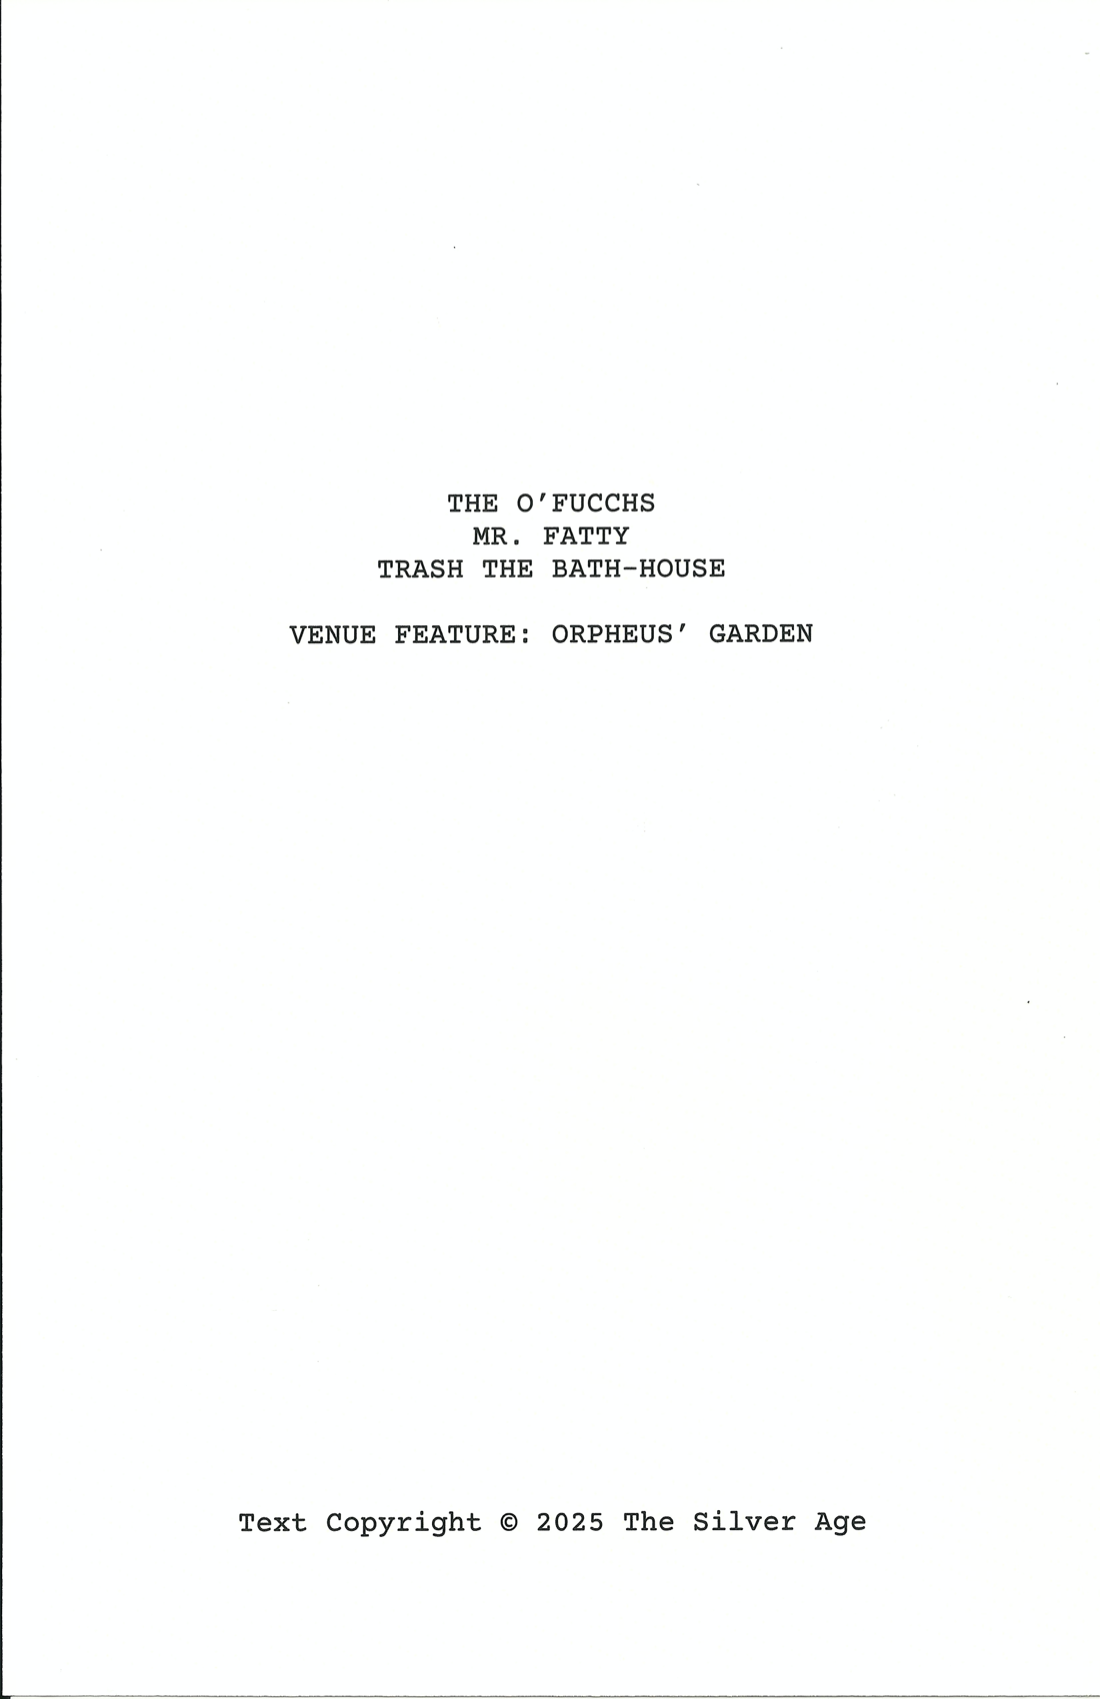 THE O'FUCCHS
MR. FATTY
TRASH THE BATH-HOUSE
VENUE FEATURE: ORPHEUS' GARDEN
Text Copyright © 2025 The Silver Age